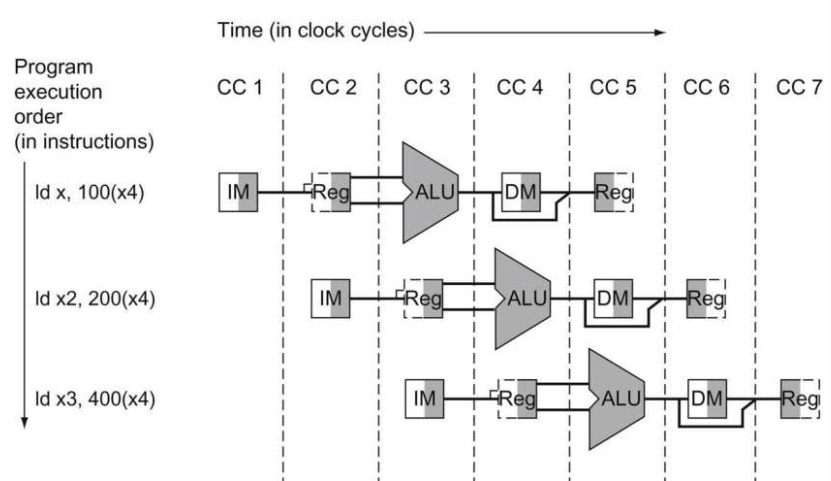 Time (in clock cycles)
Program
execution
order
(in instructions)
CC 1 CC 2 CC 3 CC 4 CC 5 CC 6 CC 7
ld x, 100(x4) IM Reg ALU DM Reg
ld x2, 200(x4) IM Reg ALU DM Reg
ld x3, 400(x4) IM Reg ALU DM Reg